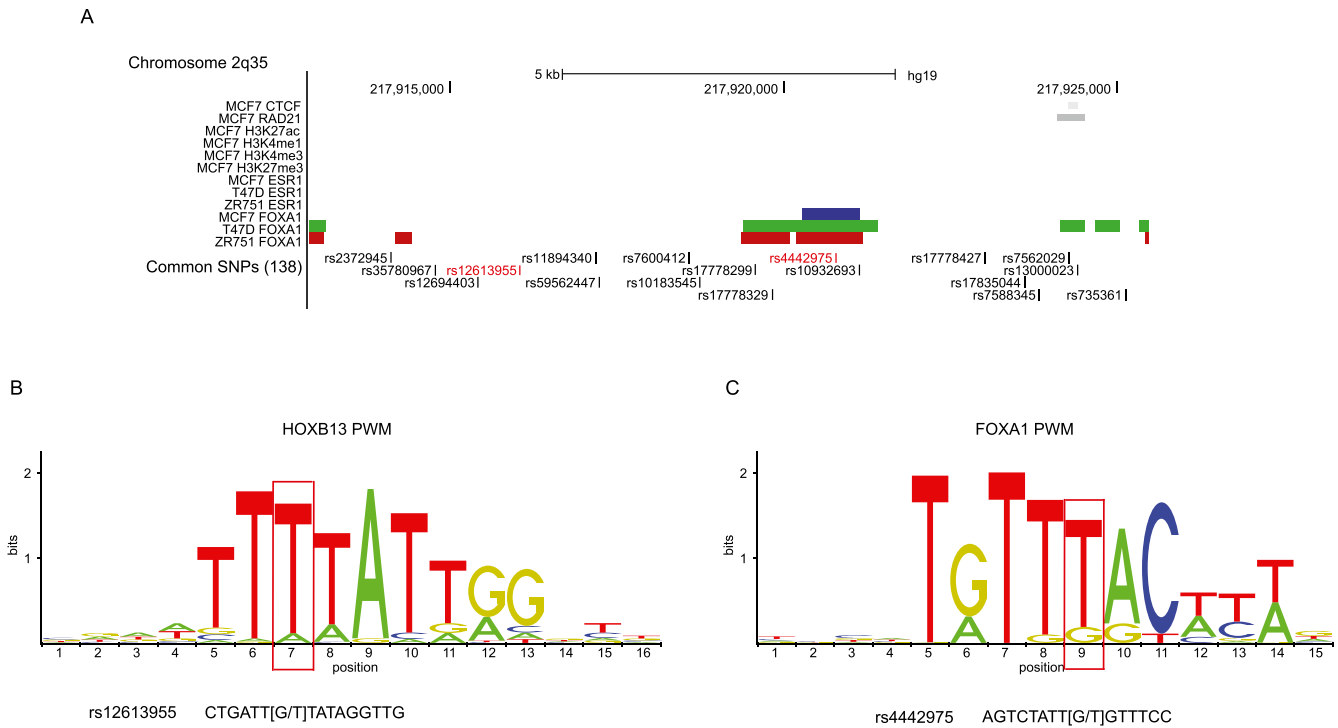 A
Chromosome 2q35
5 kb
hg19
217,915,000
217,920,000
217,925,000
MCF7 CTCF
MCF7 RAD21
MCF7 H3K27ac
MCF7 H3K4me1
MCF7 H3K4me3
MCF7 H3K27me3
MCF7 ESR1
T47D ESR1
ZR751 ESR1
MCF7 FOXA1
T47D FOXA1
ZR751 FOXA1
Common SNPs (138)
rs2372945 rs11894340 rs7600412 rs4442975 rs17778427 rs7562029
rs35780967 rs12613955 rs17778299 rs10932693 rs13000023
rs12694403 rs59562447 rs10183545 rs17835044
rs17778329 rs7588345 rs735361
B
HOXB13 PWM
2
1
bits
T T T T A T T G G
1 2 3 4 5 6 7 8 9 10 11 12 13 14 15 16
position
rs12613955 CTGATT[G/T]TATAGGTTG
C
FOXA1 PWM
2
1
bits
T G T T T A C T T T
1 2 3 4 5 6 7 8 9 10 11 12 13 14 15
position
rs4442975 AGTCTATT[G/T]GTTTCC